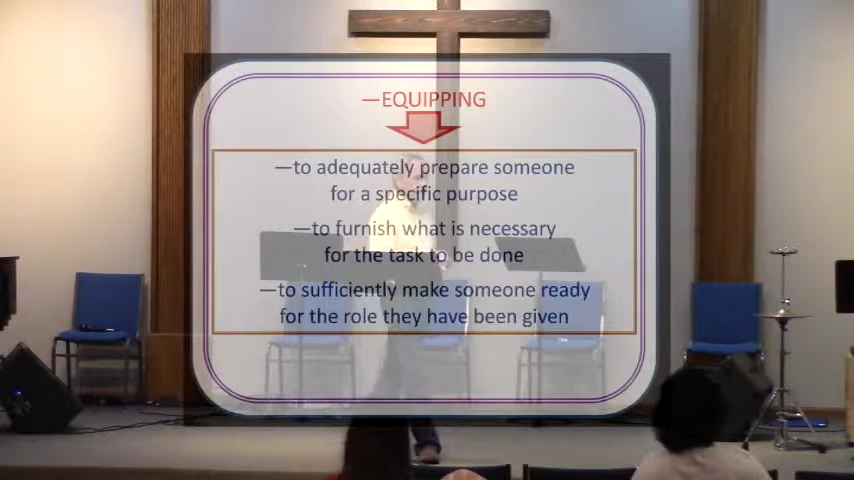 —EQUIPPING
—to adequately prepare someone
for a specific purpose
—to furnish what is necessary
for the task to be done
—to sufficiently make someone ready
for the role they have been given